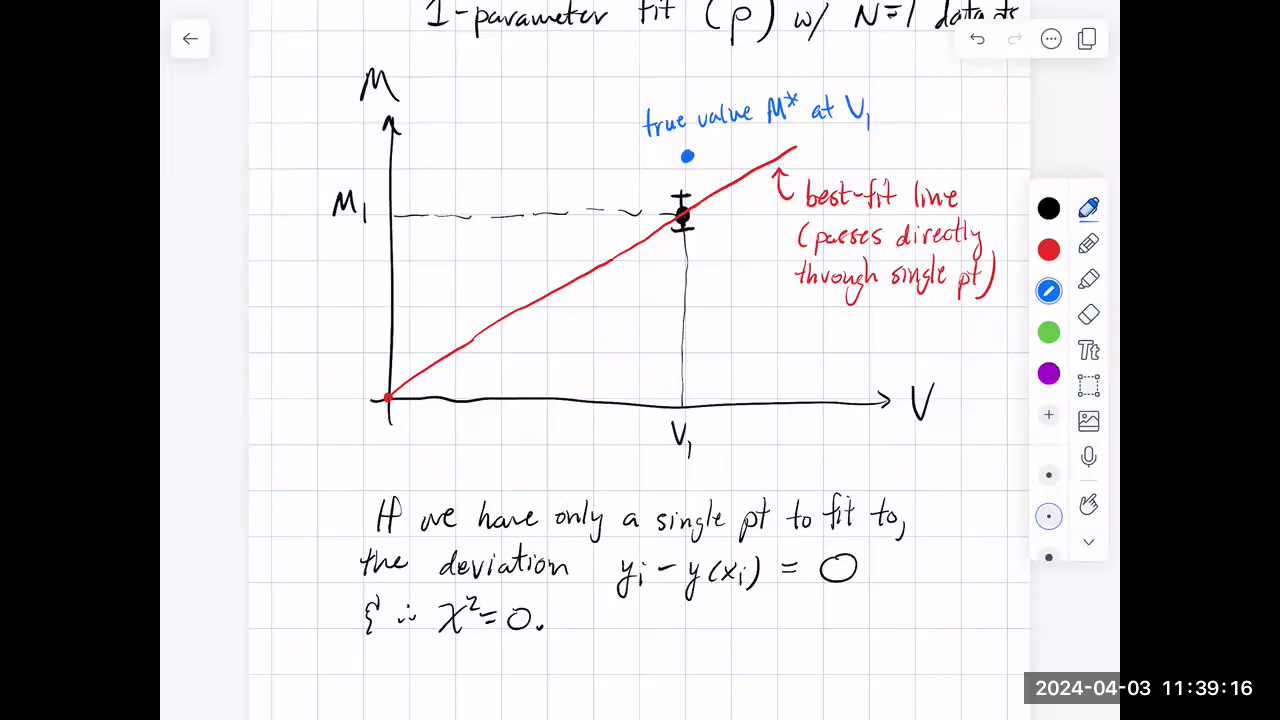 1-parameter fit (ρ) w/ N=1 data pts
M
true value M* at V₁
M₁
best-fit line
(passes directly
through single pt)
V
V₁
If we have only a single pt to fit to,
the deviation yᵢ - y(xᵢ) = 0
& ∴ χ²=0.
Tt
2024-04-03 11:39:16